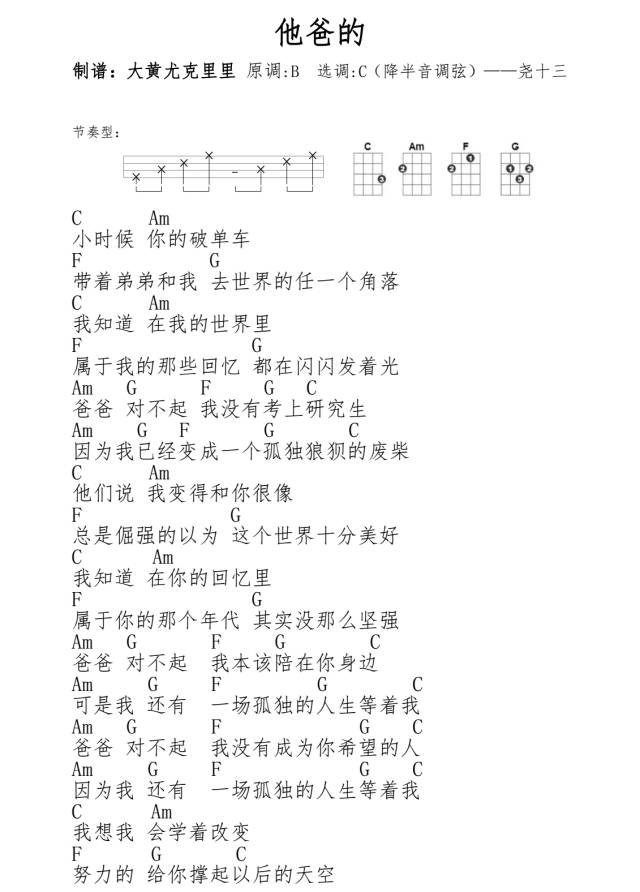 他爸的
制谱：大黄尤克里里 原调:B 选调:C（降半音调弦）——尧十三
节奏型:
C Am F G
3 2 1 2 1 2 3
C Am
小时候 你的破单车
F G
带着弟弟和我 去世界的任一个角落
C Am
我知道 在我的世界里
F G
属于我的那些回忆 都在闪闪发着光
Am G F G C
爸爸 对不起 我没有考上研究生
Am G F G C
因为我已经变成一个孤独狼狈的废柴
C Am
他们说 我变得和你很像
F G
总是倔强的以为 这个世界十分美好
C Am
我知道 在你的回忆里
F G
属于你的那个年代 其实没那么坚强
Am G F G C
爸爸 对不起 我本该陪在你身边
Am G F G C
可是我 还有 一场孤独的人生等着我
Am G F G C
爸爸 对不起 我没有成为你希望的人
Am G F G C
因为我 还有 一场孤独的人生等着我
C Am
我想我 会学着改变
F G C
努力的 给你撑起以后的天空